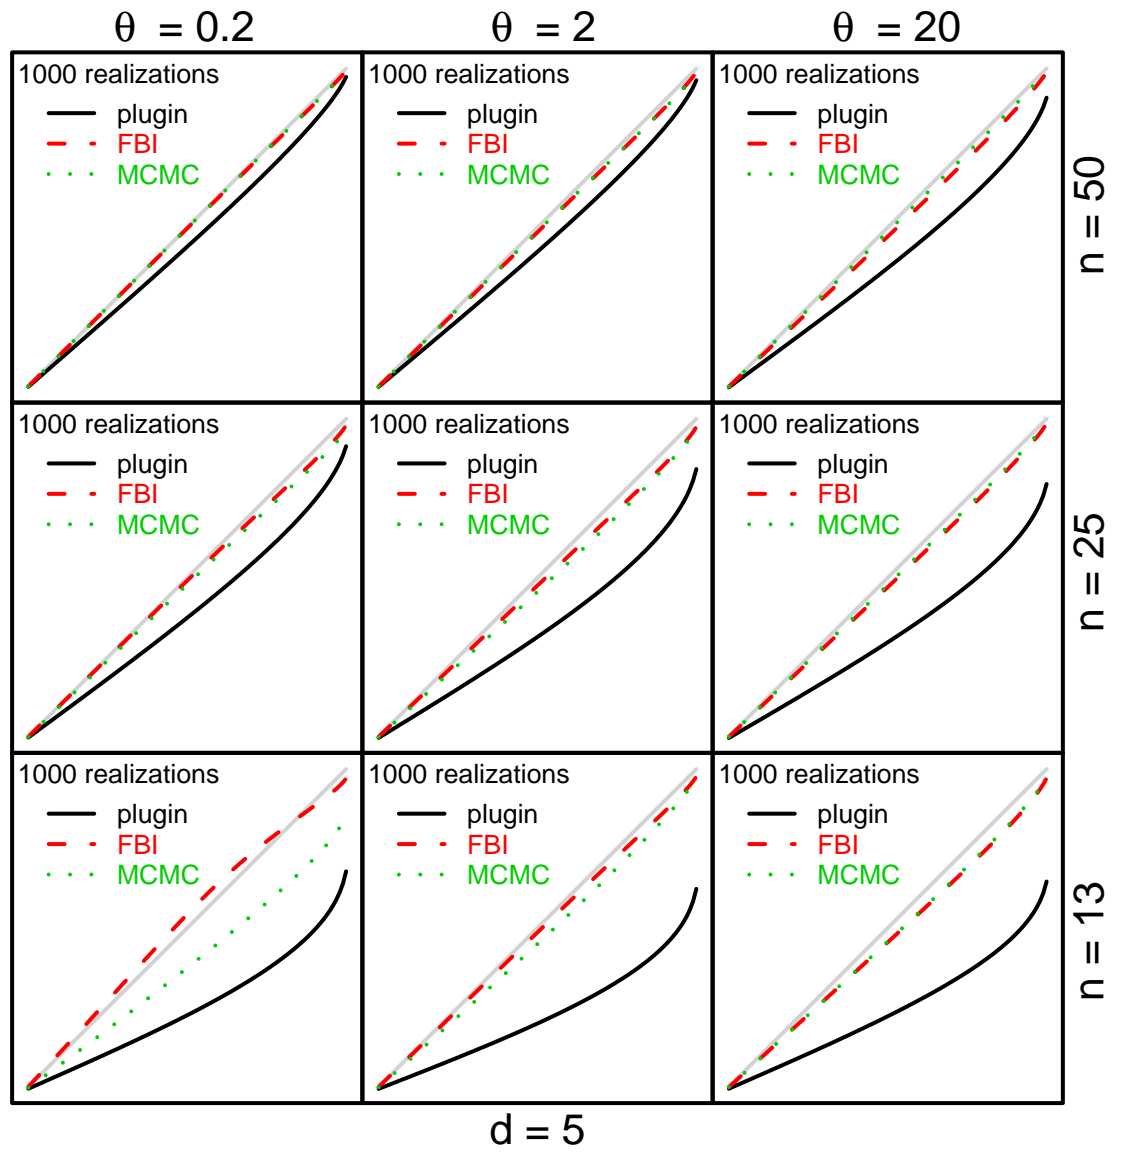 θ = 0.2
θ = 2
θ = 20
1000 realizations
plugin
FBI
MCMC
1000 realizations
plugin
FBI
MCMC
1000 realizations
plugin
FBI
MCMC
n = 50
1000 realizations
plugin
FBI
MCMC
1000 realizations
plugin
FBI
MCMC
1000 realizations
plugin
FBI
MCMC
n = 25
1000 realizations
plugin
FBI
MCMC
1000 realizations
plugin
FBI
MCMC
1000 realizations
plugin
FBI
MCMC
n = 13
d = 5